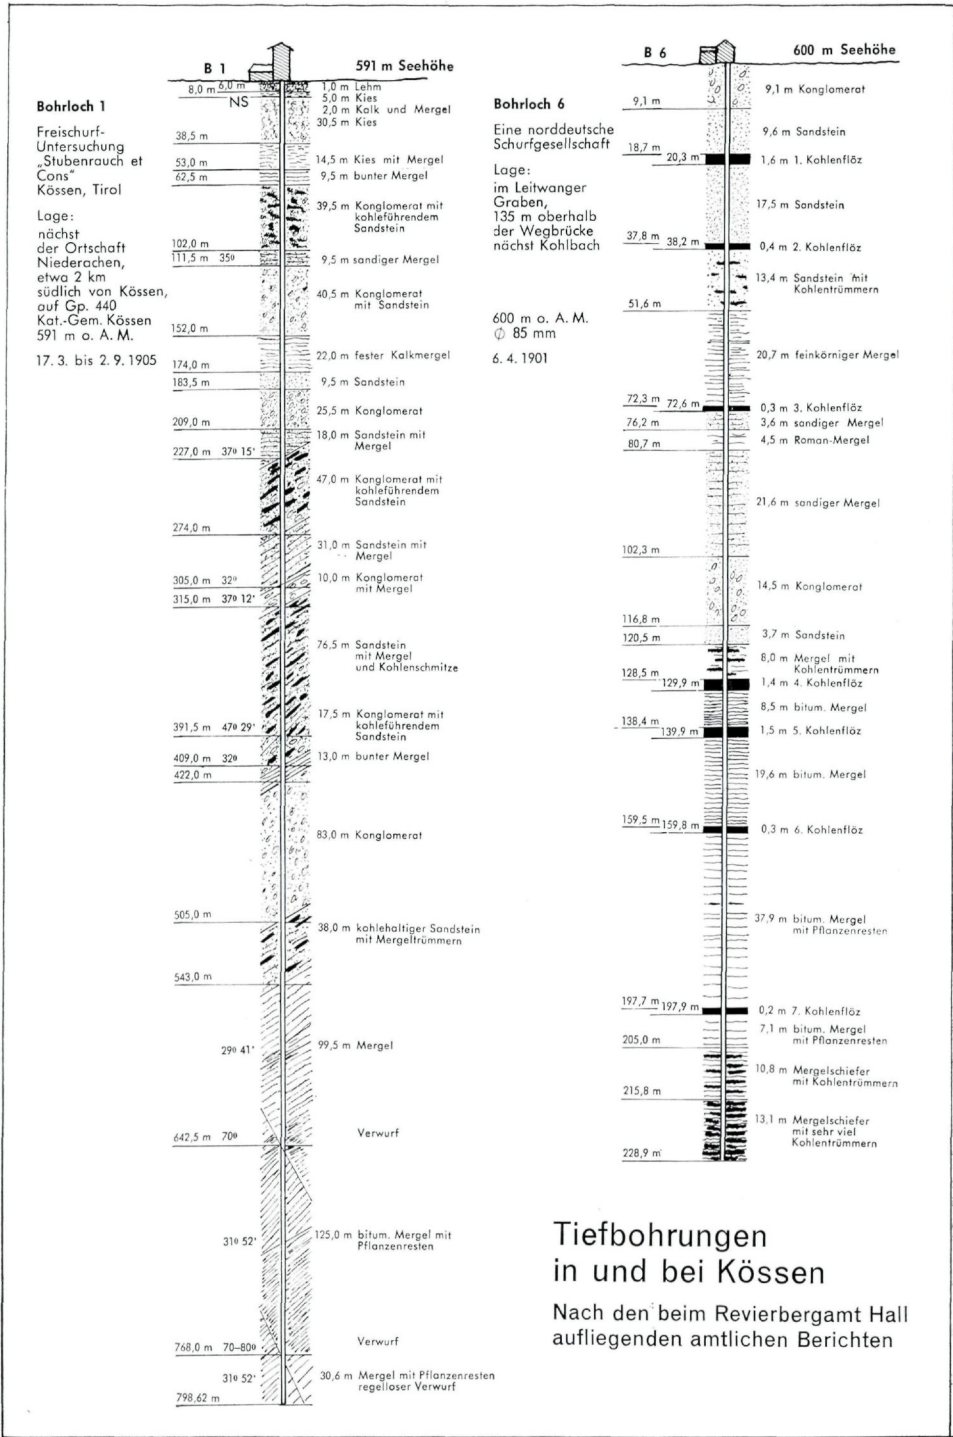 B 1
591 m Seehöhe
Bohrloch 1
Freischurf-
Untersuchung
„Stubenrauch et
Cons“
Kössen, Tirol
Lage:
nächst
der Ortschaft
Niederachen,
etwa 2 km
südlich von Kössen,
auf Gp. 440
Kat.-Gem. Kössen
591 m o. A. M.
17. 3. bis 2. 9. 1905
8,0 m 6,0 m
NS
38,5 m
53,0 m
62,5 m
102,0 m
111,5 m 35⁰
152,0 m
174,0 m
183,5 m
209,0 m
227,0 m 37⁰ 15'
274,0 m
305,0 m 32⁰
315,0 m 37⁰ 12'
391,5 m 47⁰ 29'
409,0 m 32⁰
422,0 m
505,0 m
543,0 m
29⁰ 41'
642,5 m 70⁰
31⁰ 52'
768,0 m 70–80⁰
31⁰ 52'
798,62 m
1,0 m Lehm
5,0 m Kies
2,0 m Kalk und Mergel
30,5 m Kies
14,5 m Kies mit Mergel
9,5 m bunter Mergel
39,5 m Konglomerat mit
kohleführendem
Sandstein
9,5 m sandiger Mergel
40,5 m Konglomerat
mit Sandstein
22,0 m fester Kalkmergel
9,5 m Sandstein
25,5 m Konglomerat
18,0 m Sandstein mit
Mergel
47,0 m Konglomerat mit
kohleführendem
Sandstein
31,0 m Sandstein mit
Mergel
10,0 m Konglomerat
mit Mergel
76,5 m Sandstein
mit Mergel
und Kohlenschmitze
17,5 m Konglomerat mit
kohleführendem
Sandstein
13,0 m bunter Mergel
83,0 m Konglomerat
38,0 m kohlehaltiger Sandstein
mit Mergeltrümmern
99,5 m Mergel
Verwurf
125,0 m bitum. Mergel mit
Pflanzenresten
Verwurf
30,6 m Mergel mit Pflanzenresten
regelloser Verwurf
B 6
600 m Seehöhe
Bohrloch 6
Eine norddeutsche
Schurfgesellschaft
Lage:
im Leitwanger
Graben,
135 m oberhalb
der Wegbrücke
nächst Kohlbach
600 m o. A. M.
∅ 85 mm
6. 4. 1901
9,1 m
18,7 m
20,3 m
37,8 m 38,2 m
51,6 m
72,3 m 72,6 m
76,2 m
80,7 m
102,3 m
116,8 m
120,5 m
128,5 m
129,9 m
138,4 m
139,9 m
159,5 m 159,8 m
197,7 m 197,9 m
205,0 m
215,8 m
228,9 m
9,1 m Konglomerat
9,6 m Sandstein
1,6 m 1. Kohlenflöz
17,5 m Sandstein
0,4 m 2. Kohlenflöz
13,4 m Sandstein mit
Kohlentrümmern
20,7 m feinkörniger Mergel
0,3 m 3. Kohlenflöz
3,6 m sandiger Mergel
4,5 m Roman-Mergel
21,6 m sandiger Mergel
14,5 m Konglomerat
3,7 m Sandstein
8,0 m Mergel mit
Kohlentrümmern
1,4 m 4. Kohlenflöz
8,5 m bitum. Mergel
1,5 m 5. Kohlenflöz
19,6 m bitum. Mergel
0,3 m 6. Kohlenflöz
37,9 m bitum. Mergel
mit Pflanzenresten
0,2 m 7. Kohlenflöz
7,1 m bitum. Mergel
mit Pflanzenresten
10,8 m Mergelschiefer
mit Kohlentrümmern
13,1 m Mergelschiefer
mit sehr viel
Kohlentrümmern
Tiefbohrungen
in und bei Kössen
Nach den beim Revierbergamt Hall
aufliegenden amtlichen Berichten